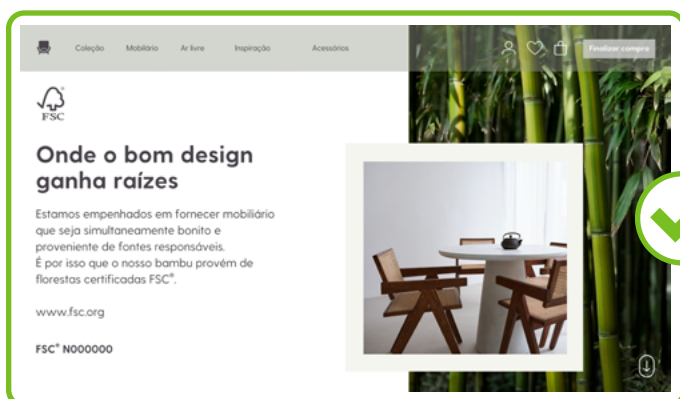 Coleção Mobilário Ar livre Inspiração Acessórios Finalizar compra
FSC
Onde o bom design
ganha raízes
Estamos empenhados em fornecer mobiliário
que seja simultaneamente bonito e
proveniente de fontes responsáveis.
É por isso que o nosso bambu provém de
florestas certificadas FSC®.
www.fsc.org
FSC® N000000